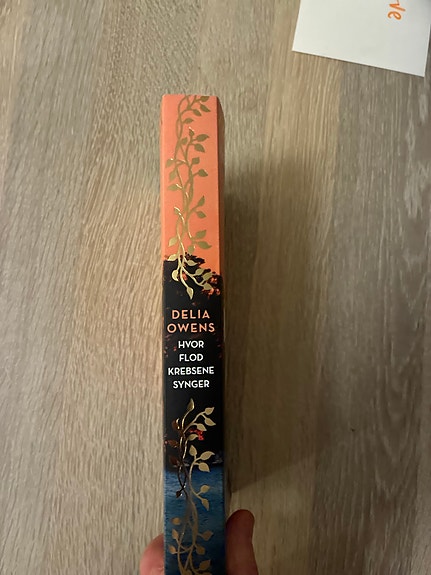 DELIA
OWENS
HVOR
FLOD
KREBSENE
SYNGER